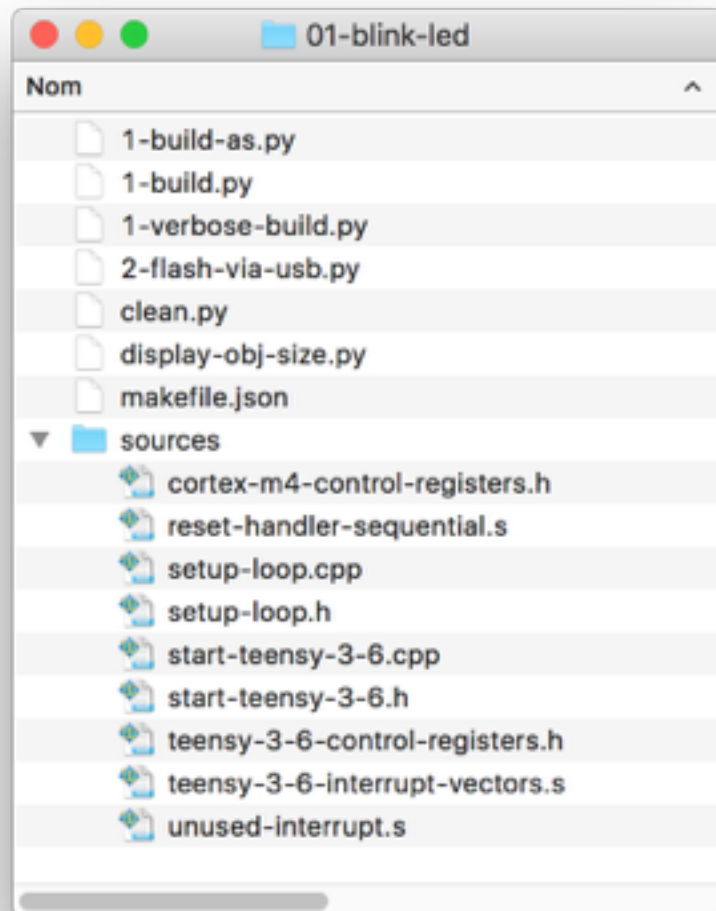 01-blink-led
Nom
1-build-as.py
1-build.py
1-verbose-build.py
2-flash-via-usb.py
clean.py
display-obj-size.py
makefile.json
sources
cortex-m4-control-registers.h
reset-handler-sequential.s
setup-loop.cpp
setup-loop.h
start-teensy-3-6.cpp
start-teensy-3-6.h
teensy-3-6-control-registers.h
teensy-3-6-interrupt-vectors.s
unused-interrupt.s